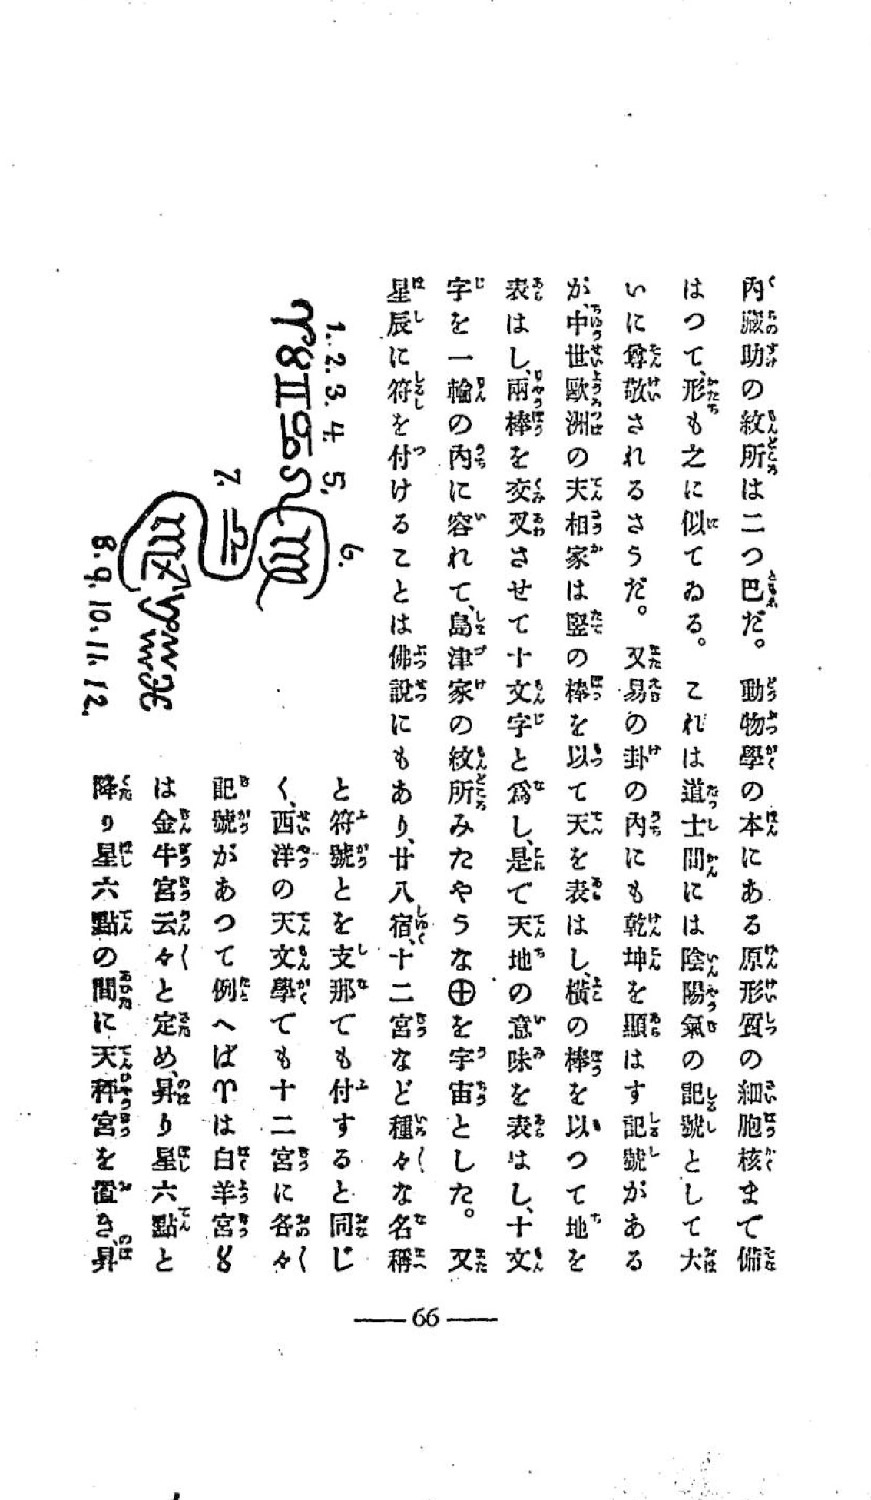 內藏助の紋所は二つ巴だ。動物學の本にある原形質の細胞核まで備
はつて、形も之に似てゐる。これは道士間には陰陽氣の記號として大
いに尊敬されるさうだ。又易の卦の內にも乾坤を顯はす記號がある
が、中世歐洲の天相家は竪の棒を以て天を表はし、橫の棒を以つて地を
表はし、兩棒を交叉させて十文字と爲し、是て天地の意味を表はし、十文
字を一輪の內に容れて、島津家の紋所みたやうな⊕を宇宙とした。又
星辰に符を付けることは佛說にもあり、廿八宿、十二宮など種々な名稱
と符號とを支那ても付すると同じ
く、西洋の天文學ても十二宮に各々
記號があつて例へば♈は白羊宮♉
は金牛宮云々と定め、昇り星六點と
降り星六點の間に天秤宮を置き、昇
1. 2. 3. 4 5.
♈♉♊♋♌♍
6.
7.
♎
♏♐♑♒♓
8. 9. 10. 11. 12.
66